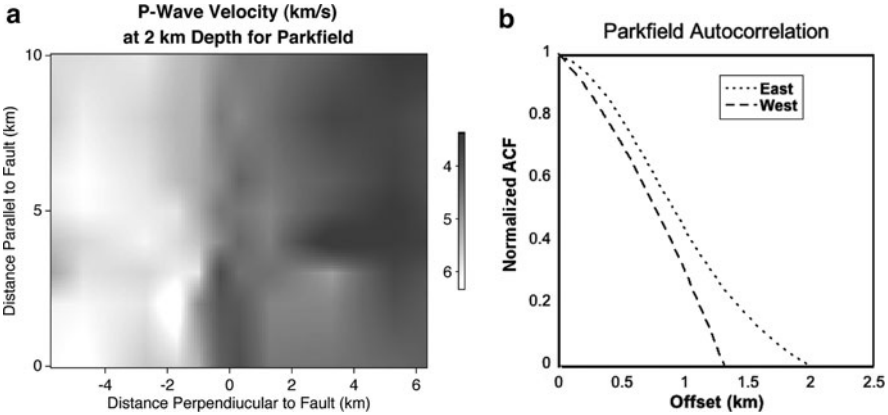 a
P-Wave Velocity (km/s)
at 2 km Depth for Parkfield
10
5
0
Distance Parallel to Fault (km)
-4 -2 0 2 4 6
Distance Perpendiucular to Fault (km)
4
5
6
b
Parkfield Autocorrelation
1
0.8
0.6
0.4
0.2
0
Normalized ACF
East
West
0 0.5 1 1.5 2 2.5
Offset (km)